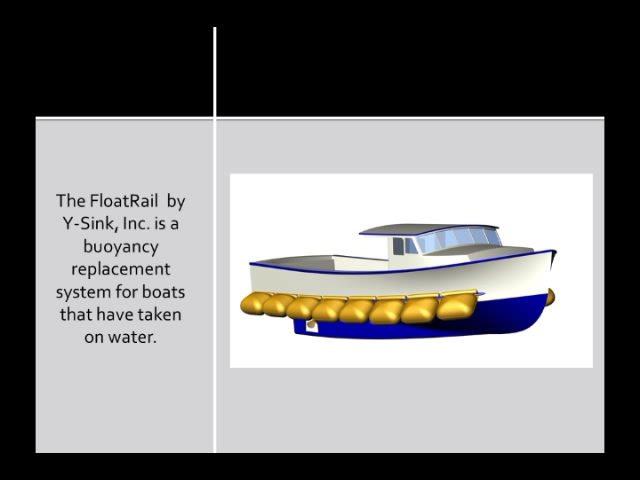 The FloatRail  by
Y-Sink, Inc. is a
buoyancy
replacement
system for boats
that have taken
on water.